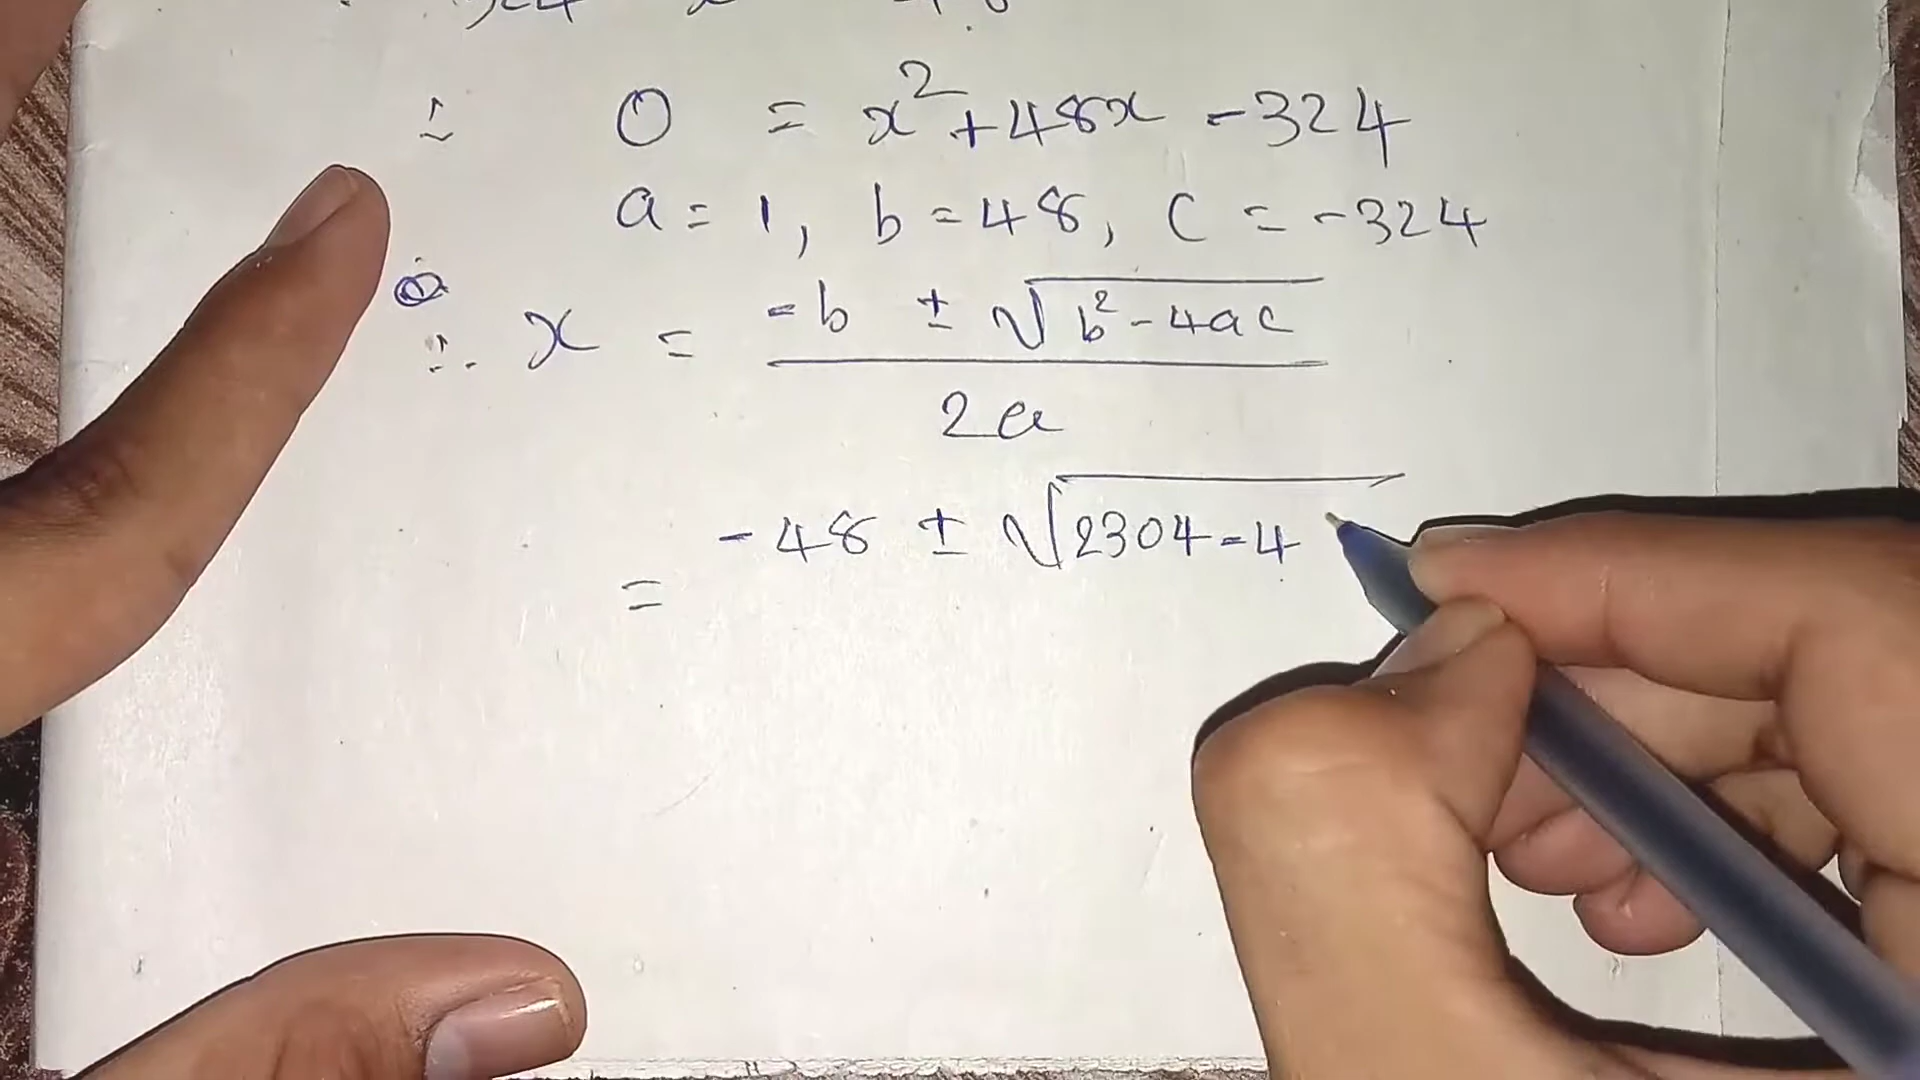 ∴ 0 = x² + 48x - 324
a = 1, b = 48, c = -324
∴ x = -b ± √b² - 4ac / 2a
= -48 ± √2304 - 4